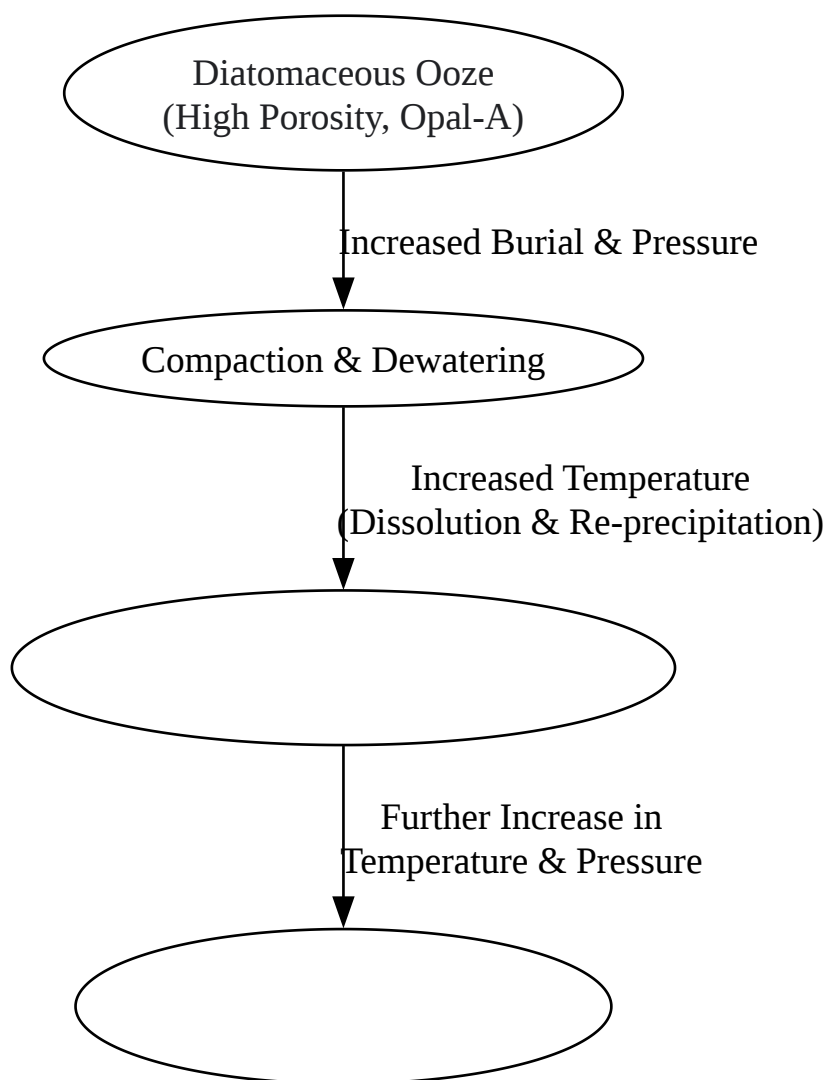 Diatomaceous Ooze
(High Porosity, Opal-A)
Increased Burial & Pressure
Compaction & Dewatering
Increased Temperature
(Dissolution & Re-precipitation)
Further Increase in
Temperature & Pressure